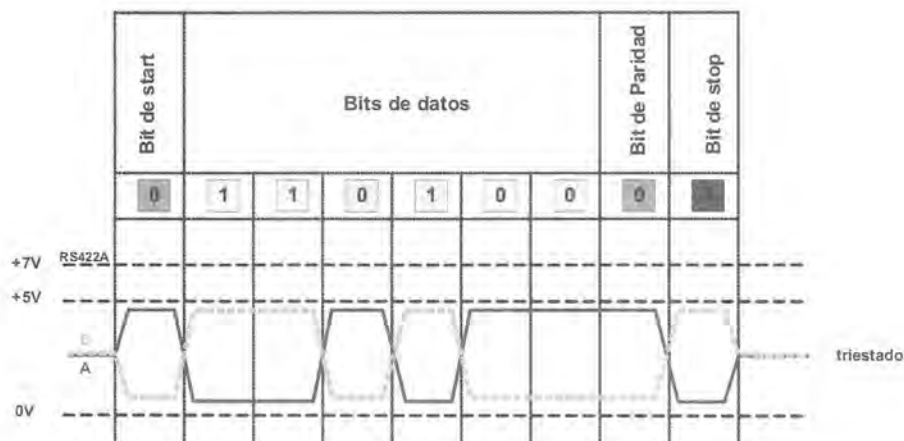 Bit de start
Bits de datos
Bit de Paridad
Bit de stop
0 1 1 0 1 0 0 0
+7V
RS422A
+5V
A
triestado
0V